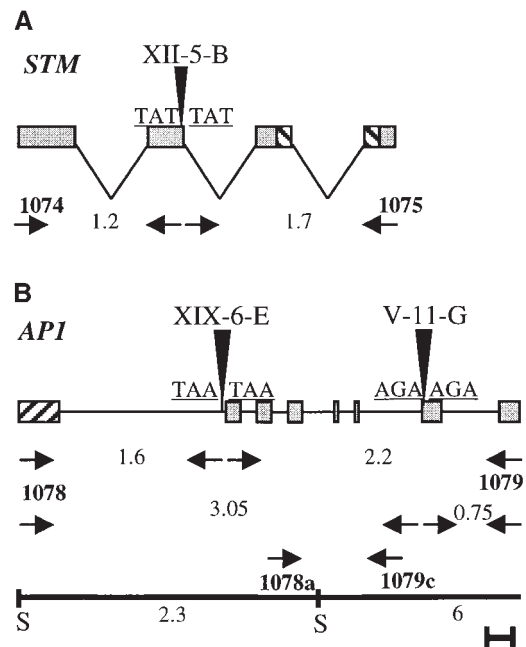 A
STM
XII-5-B
TAT TAT
1074
1.2
1.7
1075
B
AP1
XIX-6-E
V-11-G
TAA TAA
AGA AGA
1.6
2.2
1078
1079
3.05
0.75
1078a
1079c
2.3
6
S
S